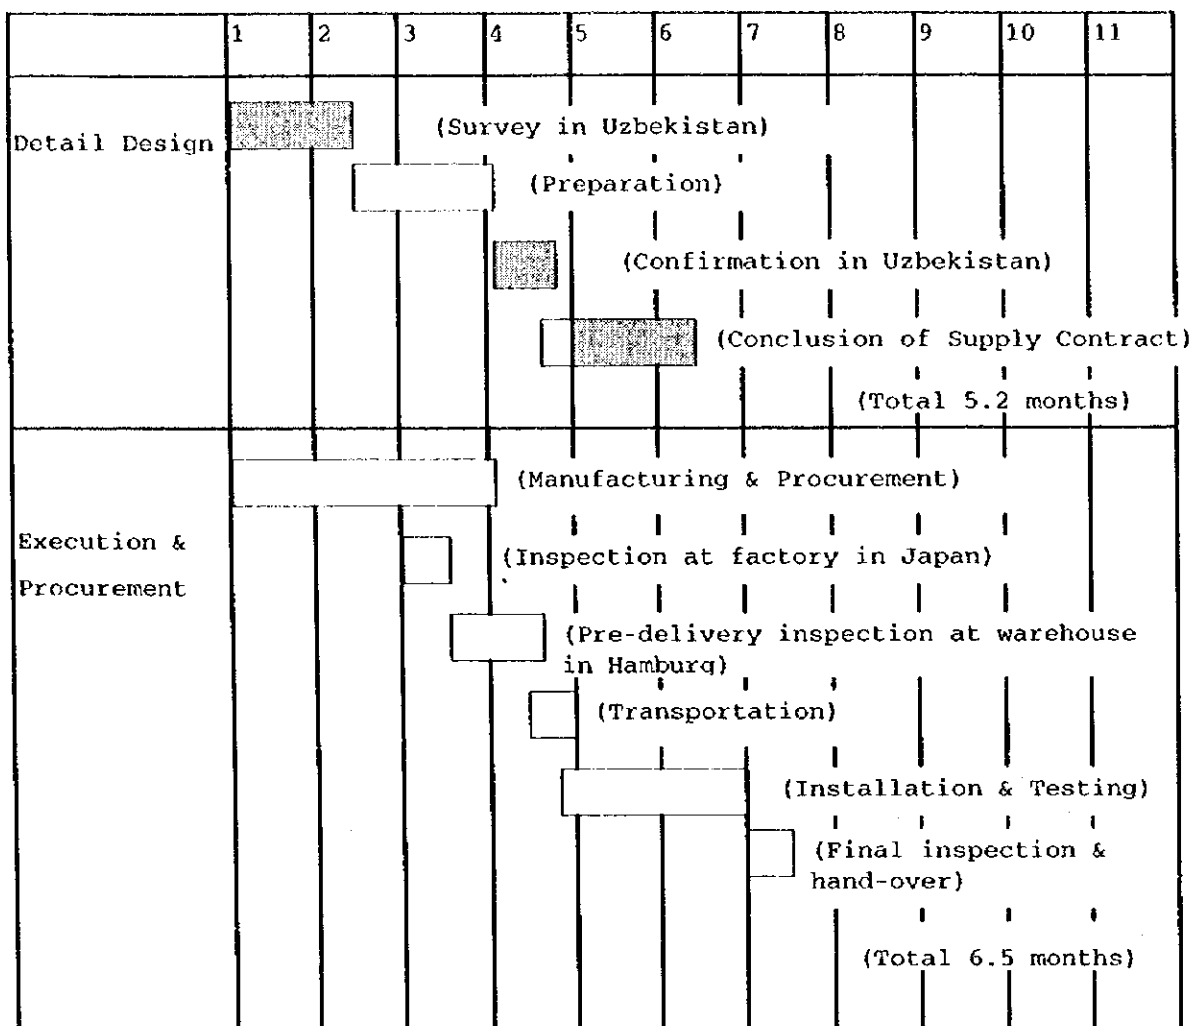 1 2 3 4 5 6 7 8 9 10 11
Detail Design
(Survey in Uzbekistan)
(Preparation)
(Confirmation in Uzbekistan)
(Conclusion of Supply Contract)
(Total 5.2 months)
Execution &
Procurement
(Manufacturing & Procurement)
(Inspection at factory in Japan)
(Pre-delivery inspection at warehouse
in Hamburg)
(Transportation)
(Installation & Testing)
(Final inspection &
hand-over)
(Total 6.5 months)